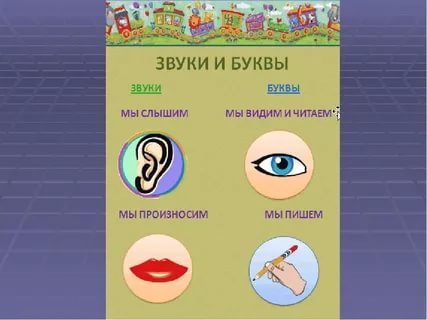 ЗВУКИ И БУКВЫ
ЗВУКИ БУКВЫ
МЫ СЛЫШИМ МЫ ВИДИМ И ЧИТАЕМ
МЫ ПРОИЗНОСИМ МЫ ПИШЕМ